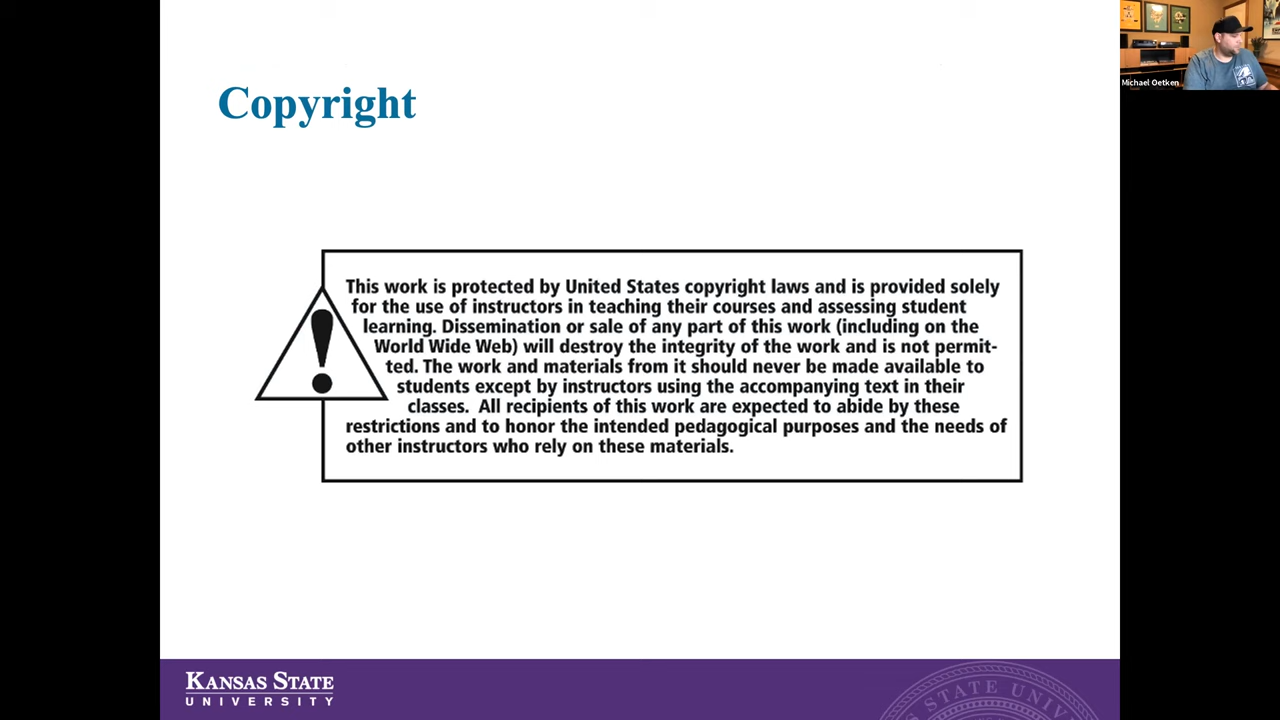 Copyright
This work is protected by United States copyright laws and is provided solely
for the use of instructors in teaching their courses and assessing student
learning. Dissemination or sale of any part of this work (including on the
World Wide Web) will destroy the integrity of the work and is not permit-
ted. The work and materials from it should never be made available to
students except by instructors using the accompanying text in their
classes.  All recipients of this work are expected to abide by these
restrictions and to honor the intended pedagogical purposes and the needs of
other instructors who rely on these materials.
Michael Oetken
KANSAS STATE
UNIVERSITY
STATE UNIV